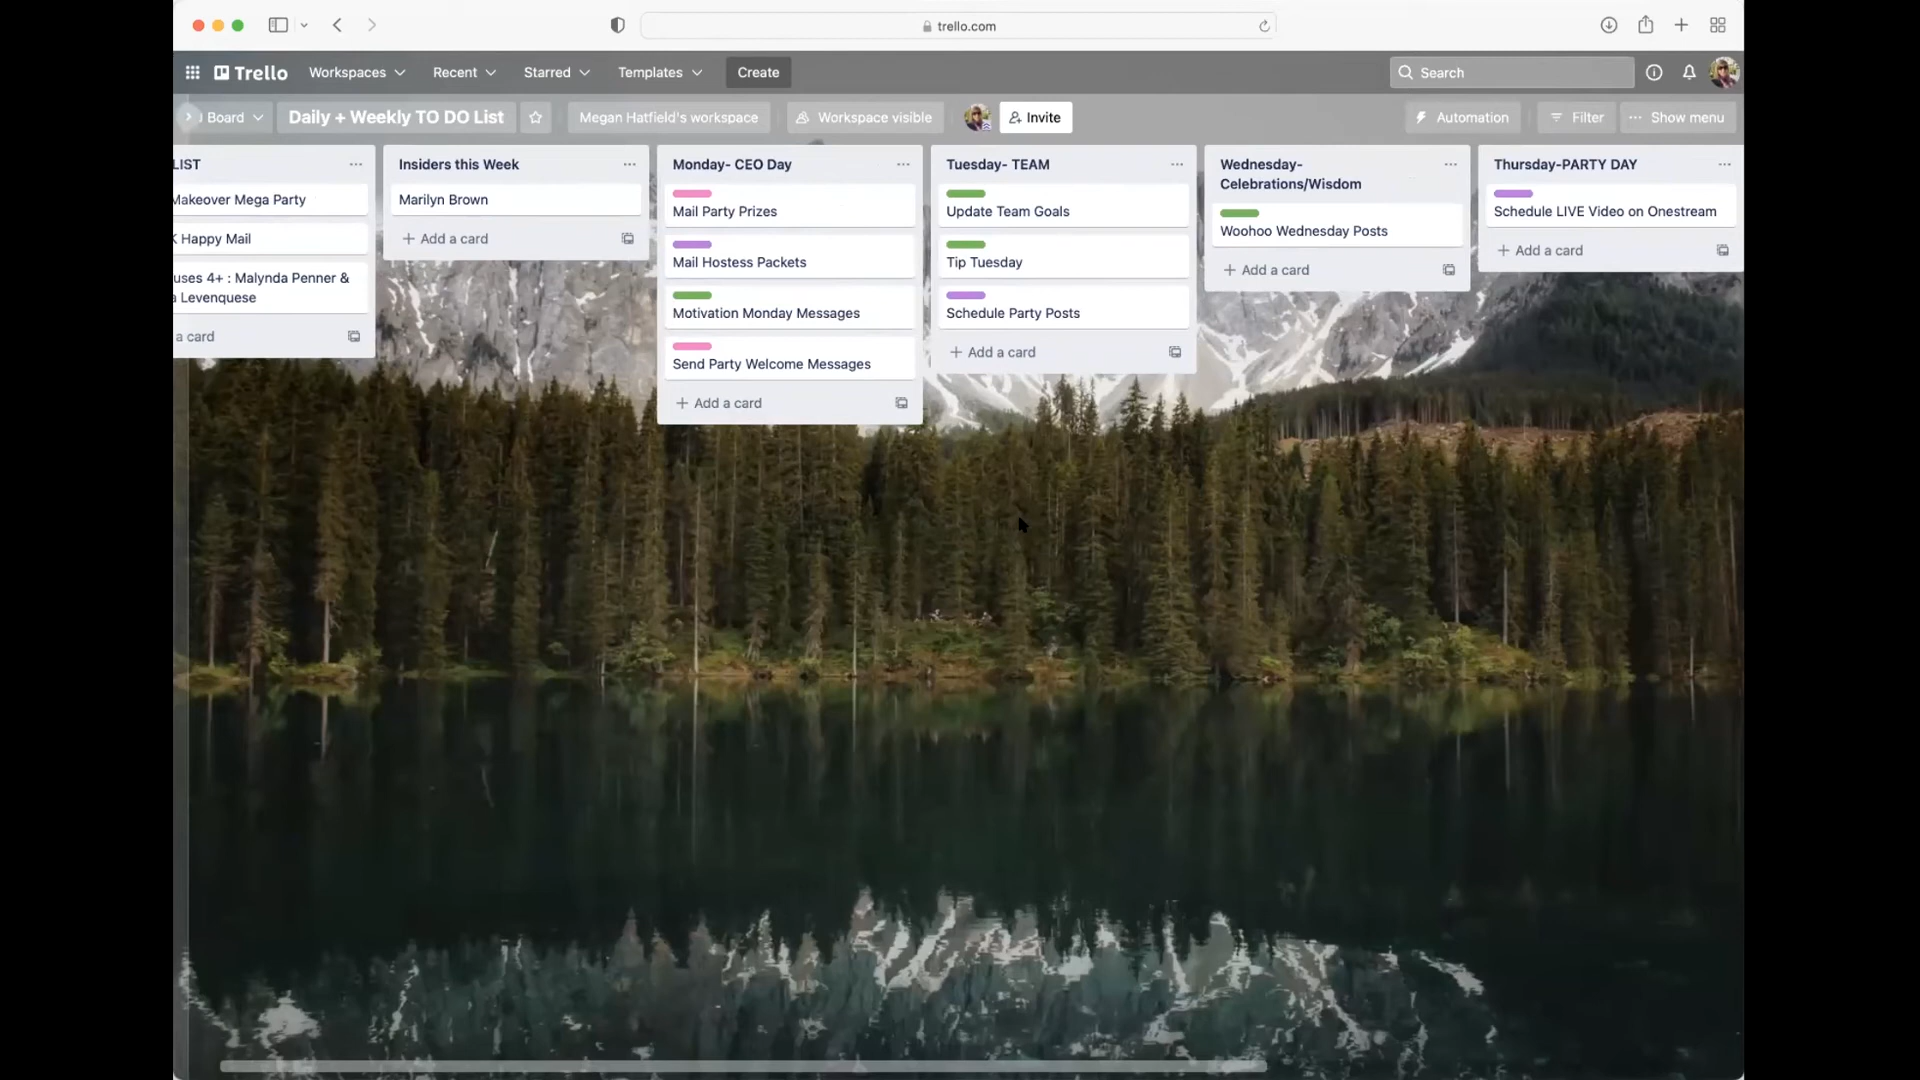 trello.com
Trello
Workspaces
Recent
Starred
Templates
Create
Search
Board
Daily + Weekly TO DO List
Megan Hatfield's workspace
Workspace visible
Invite
Automation
Filter
Show menu
LIST
Makeover Mega Party
K Happy Mail
uses 4+ : Malynda Penner &
a Levenquese
a card
Insiders this Week
Marilyn Brown
Add a card
Monday- CEO Day
Mail Party Prizes
Mail Hostess Packets
Motivation Monday Messages
Send Party Welcome Messages
Add a card
Tuesday- TEAM
Update Team Goals
Tip Tuesday
Schedule Party Posts
Add a card
Wednesday-
Celebrations/Wisdom
Woohoo Wednesday Posts
Add a card
Thursday-PARTY DAY
Schedule LIVE Video on Onestream
Add a card